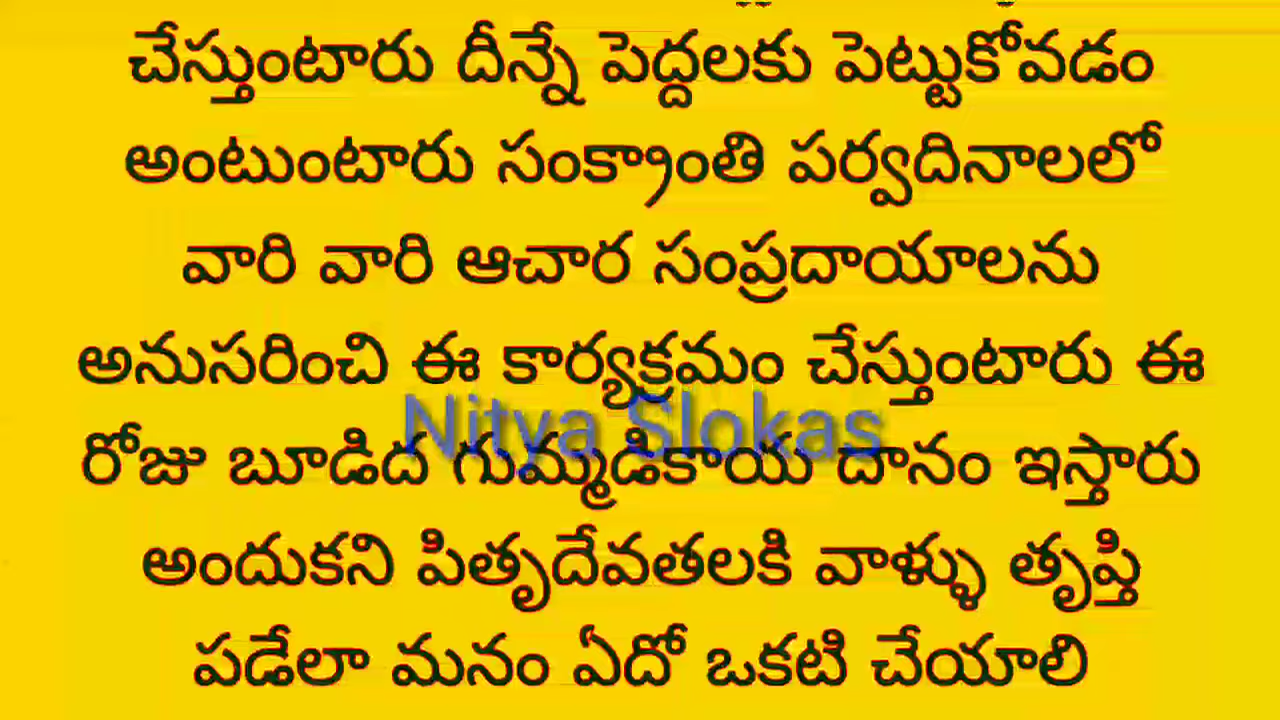 చేస్తుంటారు దీన్నే పెద్దలకు పెట్టుకోవడం
అంటుంటారు సంక్రాంతి పర్వదినాలలో
వారి వారి ఆచార సంప్రదాయాలను
అనుసరించి ఈ కార్యక్రమం చేస్తుంటారు ఈ
Nitya Slokas
రోజు బూడిద గుమ్మడికాయ దానం ఇస్తారు
అందుకని పితృదేవతలకి వాళ్ళు తృప్తి
పడేలా మనం ఏదో ఒకటి చేయాలి